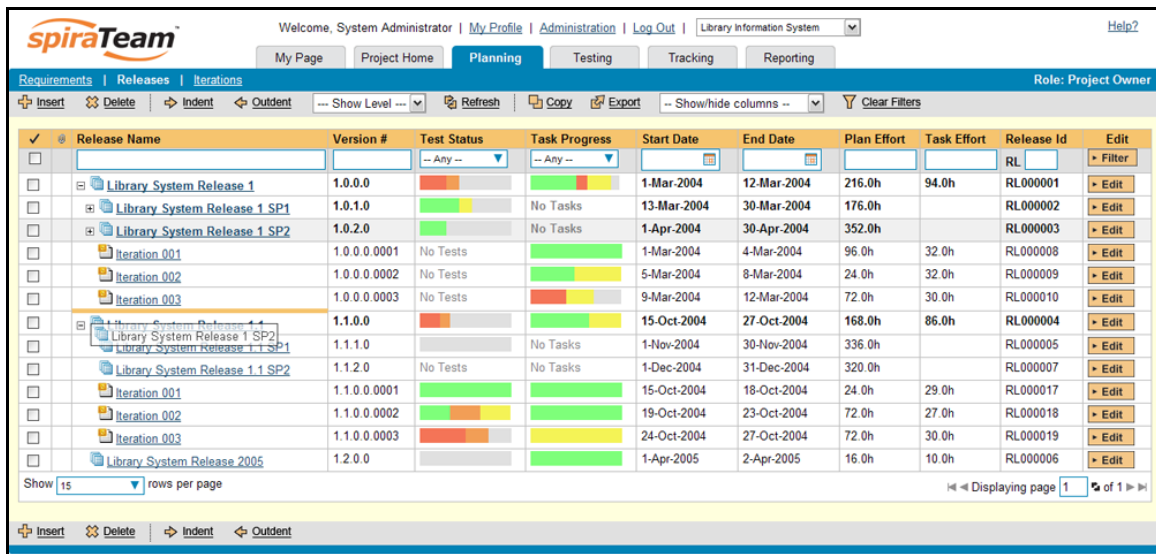 spiraTeam
Welcome, System Administrator | My Profile | Administration | Log Out | Library Information System
Help?
My Page Project Home Planning Testing Tracking Reporting
Requirements | Releases | Iterations Role: Project Owner
Insert Delete Indent Outdent --- Show Level --- Refresh Copy Export -- Show/hide columns -- Clear Filters
Release Name Version # Test Status Task Progress Start Date End Date Plan Effort Task Effort Release Id Edit
-- Any -- -- Any -- RL Filter
Library System Release 1 1.0.0.0 1-Mar-2004 12-Mar-2004 216.0h 94.0h RL000001 Edit
Library System Release 1 SP1 1.0.1.0 No Tasks 13-Mar-2004 30-Mar-2004 176.0h RL000002 Edit
Library System Release 1 SP2 1.0.2.0 No Tasks 1-Apr-2004 30-Apr-2004 352.0h RL000003 Edit
Iteration 001 1.0.0.0.0001 No Tests 1-Mar-2004 4-Mar-2004 96.0h 32.0h RL000008 Edit
Iteration 002 1.0.0.0.0002 No Tests 5-Mar-2004 8-Mar-2004 24.0h 32.0h RL000009 Edit
Iteration 003 1.0.0.0.0003 No Tests 9-Mar-2004 12-Mar-2004 72.0h 30.0h RL000010 Edit
Library System Release 1.1 1.1.0.0 15-Oct-2004 27-Oct-2004 168.0h 86.0h RL000004 Edit
Library System Release 1 SP2
Library System Release 1.1 SP1 1.1.1.0 No Tasks 1-Nov-2004 30-Nov-2004 336.0h RL000005 Edit
Library System Release 1.1 SP2 1.1.2.0 No Tests No Tasks 1-Dec-2004 31-Dec-2004 320.0h RL000007 Edit
Iteration 001 1.1.0.0.0001 15-Oct-2004 18-Oct-2004 24.0h 29.0h RL000017 Edit
Iteration 002 1.1.0.0.0002 19-Oct-2004 23-Oct-2004 72.0h 27.0h RL000018 Edit
Iteration 003 1.1.0.0.0003 24-Oct-2004 27-Oct-2004 72.0h 30.0h RL000019 Edit
Library System Release 2005 1.2.0.0 1-Apr-2005 2-Apr-2005 16.0h 10.0h RL000006 Edit
Show 15 rows per page Displaying page 1 of 1
Insert Delete Indent Outdent